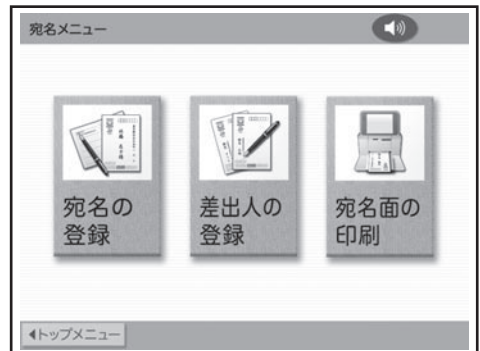 宛名メニュー
宛名の
登録
差出人の
登録
宛名面の
印刷
トップメニュー